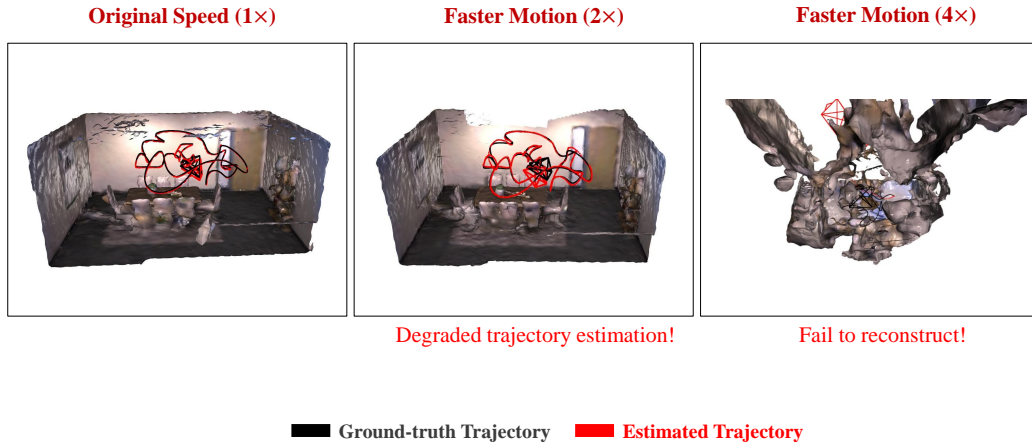 Original Speed (1×)
Faster Motion (2×)
Faster Motion (4×)
Degraded trajectory estimation!
Fail to reconstruct!
Ground-truth Trajectory
Estimated Trajectory